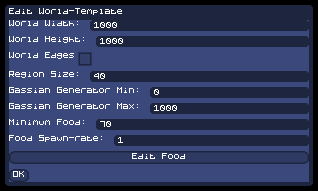 Edit World-Template
World Width: 1000
World Height: 1000
World Edges
Region Size: 40
Gassian Generator Min: 0
Gassian Generator Max: 1000
Minimum Food: 70
Food Spawn-rate: 1
Edit Food
OK